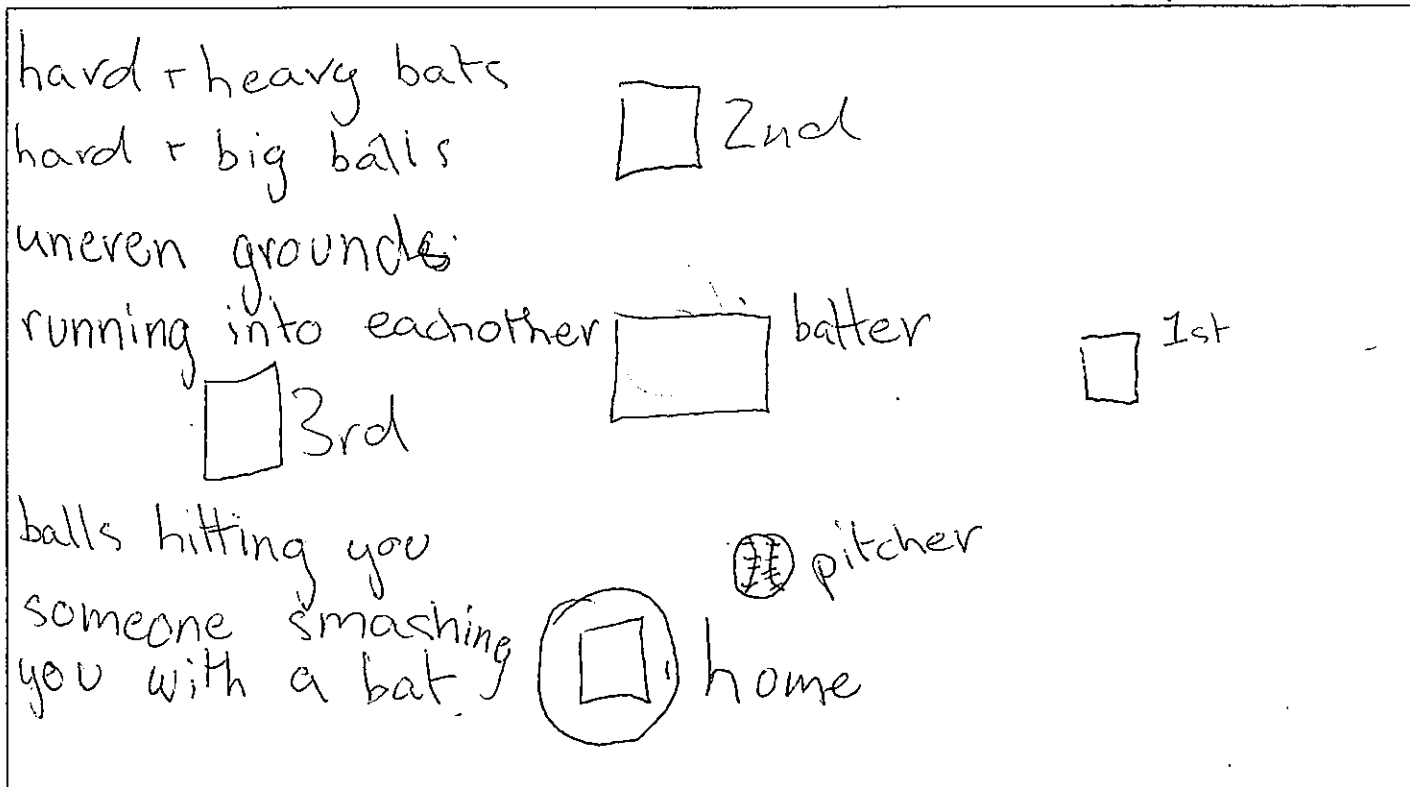 hard + heavy bats
2nd
hard + big balls
uneven grounds
running into eachother
batter
1st
3rd
balls hitting you
pitcher
someone smashing
you with a bat.
home